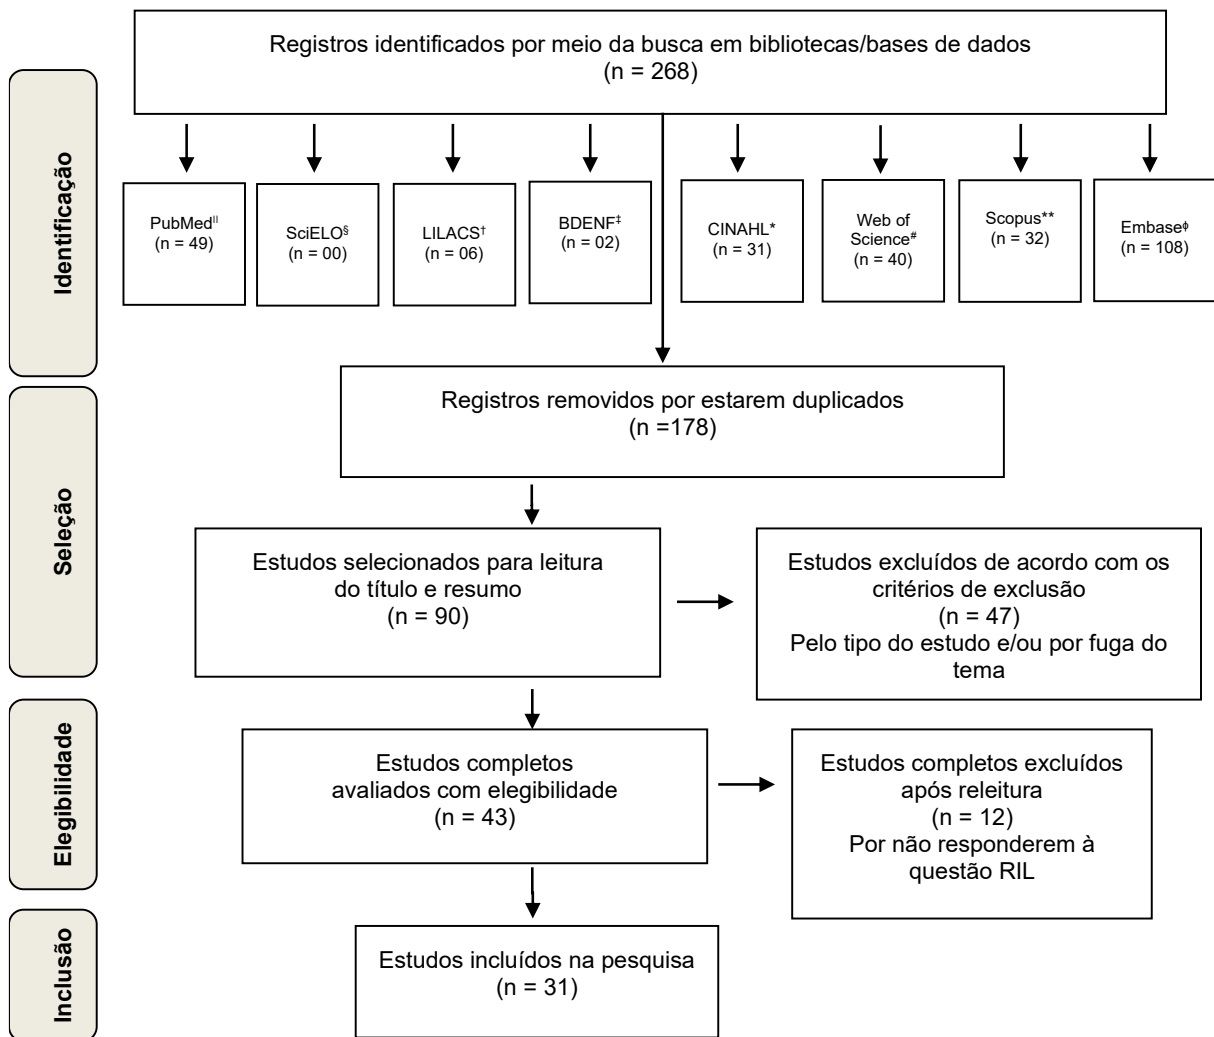 Registros identificados por meio da busca em bibliotecas/bases de dados
(n = 268)
Identificação
PubMed||
(n = 49)
SciELO§
(n = 00)
LILACS†
(n = 06)
BDENF‡
(n = 02)
CINAHL*
(n = 31)
Web of
Science#
(n = 40)
Scopus**
(n = 32)
Embaseϕ
(n = 108)
Seleção
Registros removidos por estarem duplicados
(n =178)
Estudos selecionados para leitura
do título e resumo
(n = 90)
Estudos excluídos de acordo com os
critérios de exclusão
(n = 47)
Pelo tipo do estudo e/ou por fuga do
tema
Elegibilidade
Estudos completos
avaliados com elegibilidade
(n = 43)
Estudos completos excluídos
após releitura
(n = 12)
Por não responderem à
questão RIL
Inclusão
Estudos incluídos na pesquisa
(n = 31)